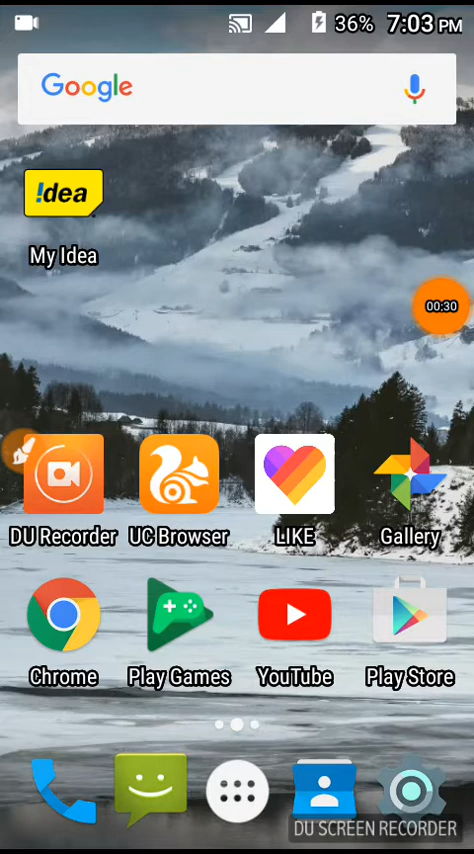 36% 7:03 PM
Google
!dea
My Idea
00:30
DU Recorder UC Browser LIKE Gallery
Chrome Play Games YouTube Play Store
DU SCREEN RECORDER